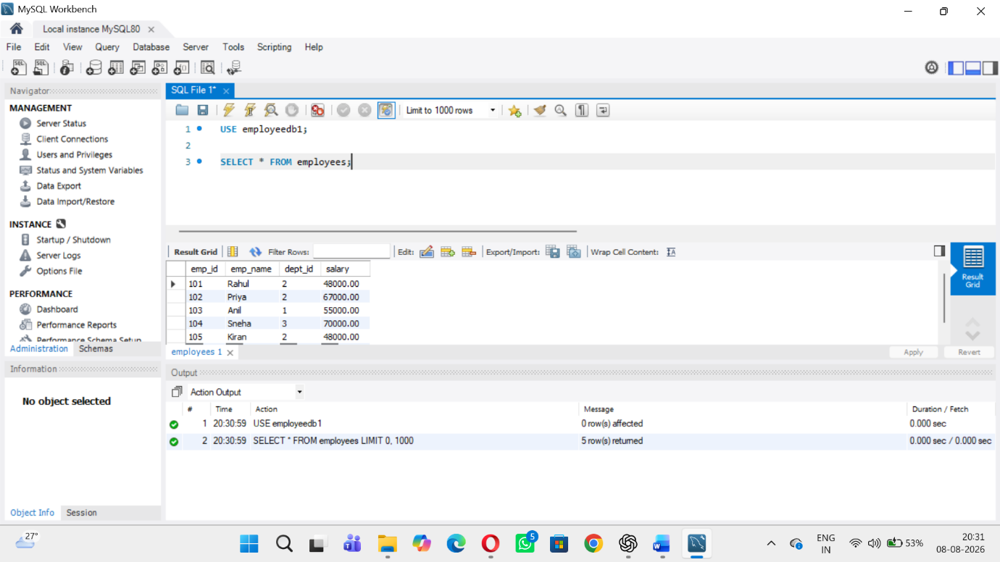 MySQL Workbench
Local instance MySQL80
File Edit View Query Database Server Tools Scripting Help
Navigator
MANAGEMENT
Server Status
Client Connections
Users and Privileges
Status and System Variables
Data Export
Data Import/Restore
INSTANCE
Startup / Shutdown
Server Logs
Options File
PERFORMANCE
Dashboard
Performance Reports
Performance Schema Setup
Administration Schemas
Information
No object selected
Object Info Session
SQL File 1*
Limit to 1000 rows
1 USE employeedb1;
2
3 SELECT * FROM employees;
Result Grid Filter Rows: Edit: Export/Import: Wrap Cell Content:
emp_id emp_name dept_id salary
101 Rahul 2 48000.00
102 Priya 2 67000.00
103 Anil 1 55000.00
104 Sneha 3 70000.00
105 Kiran 2 48000.00
Result
Grid
employees 1
Apply Revert
Output
Action Output
# Time Action Message Duration / Fetch
1 20:30:59 USE employeedb1 0 row(s) affected 0.000 sec
2 20:30:59 SELECT * FROM employees LIMIT 0, 1000 5 row(s) returned 0.000 sec / 0.000 sec
27°
5
ENG
IN
53%
20:31
08-08-2026